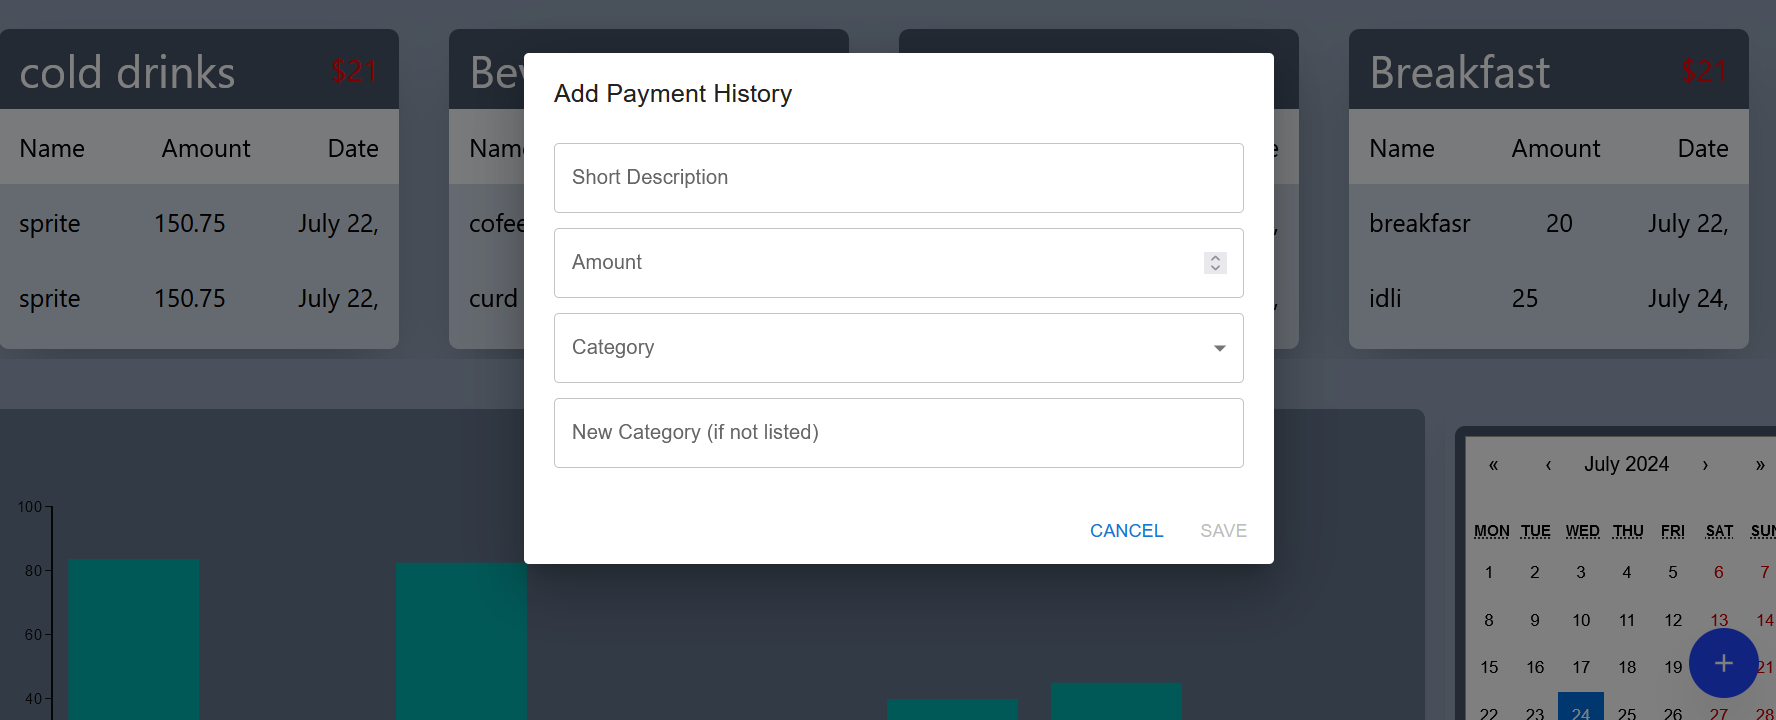 cold drinks $21
Name Amount Date
sprite 150.75 July 22,
sprite 150.75 July 22,
cofee
curd
Breakfast $21
Name Amount Date
breakfasr 20 July 22,
idli 25 July 24,
Add Payment History
Short Description
Amount
Category
New Category (if not listed)
CANCEL SAVE
100
80
60
40
« ‹ July 2024 › »
MON TUE WED THU FRI SAT SUN
1 2 3 4 5 6 7
8 9 10 11 12 13 14
15 16 17 18 19 21
+
22 23 24 25 26 27 28